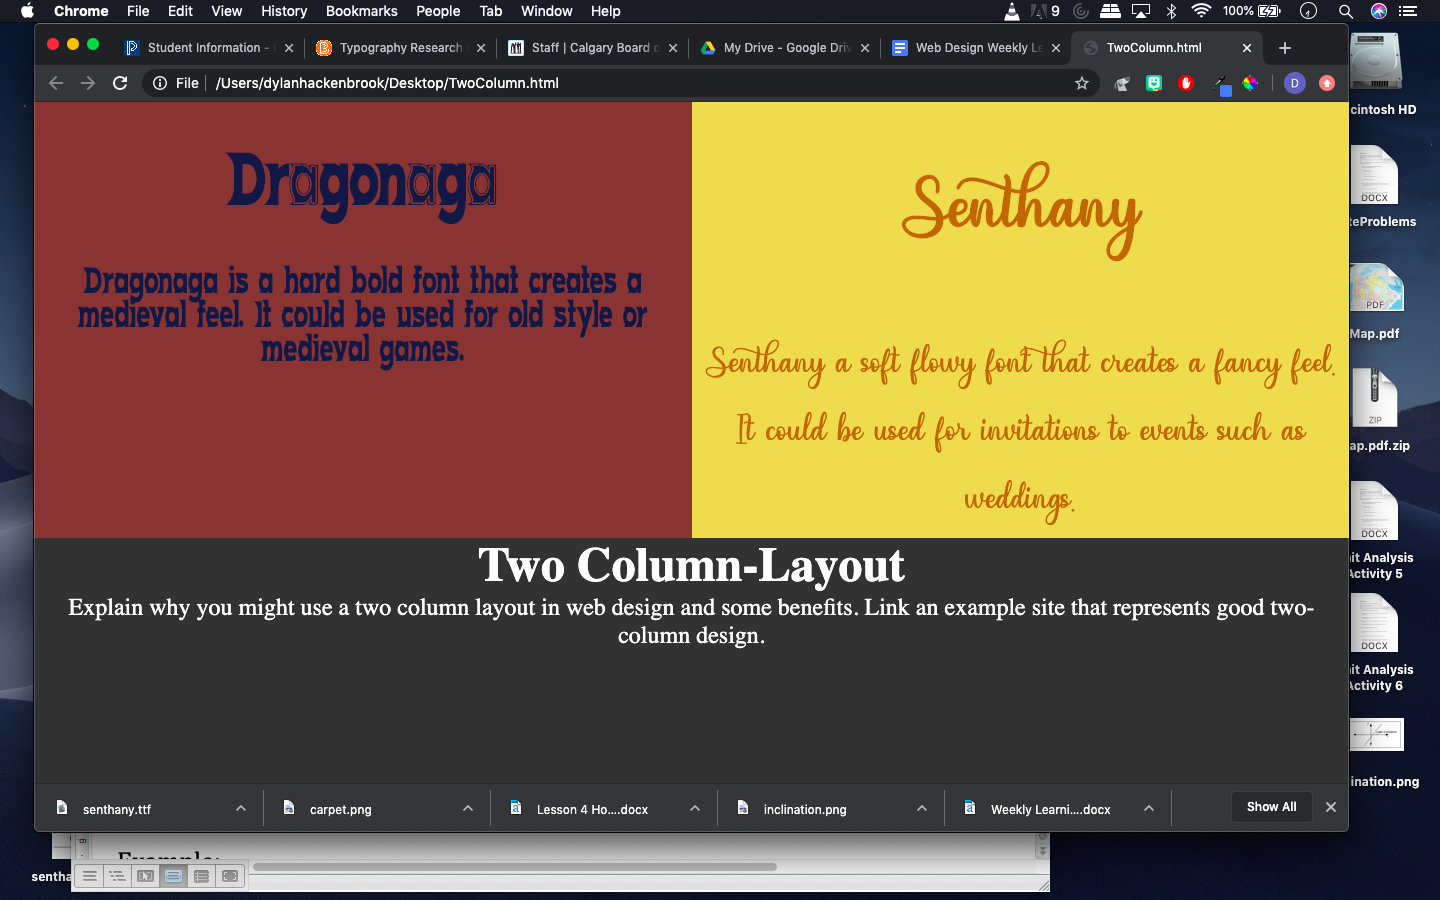 Chrome File Edit View History Bookmarks People Tab Window Help 9 100%
Student Information - Typography Research Staff | Calgary Board o My Drive - Google Driv Web Design Weekly Le TwoColumn.html
File /Users/dylanhackenbrook/Desktop/TwoColumn.html D
cintosh HD
DOCX
teProblems
PDF
Map.pdf
ZIP
ap.pdf.zip
DOCX
it Analysis
Activity 5
DOCX
it Analysis
Activity 6
ination.png
Dragonaga
Dragonaga is a hard bold font that creates a
medieval feel. It could be used for old style or
medieval games.
Senthany
Senthany a soft flowy font that creates a fancy feel.
It could be used for invitations to events such as
weddings.
Two Column-Layout
Explain why you might use a two column layout in web design and some benefits. Link an example site that represents good two-
column design.
senthany.ttf carpet.png Lesson 4 Ho....docx inclination.png Weekly Learni....docx Show All
Example:
sentha